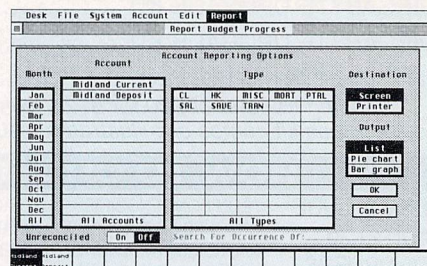 Desk File System Account Edit Report
Report Budget Progress
Account Reporting Options
Month Account Type Destination
Midland Current
Jan Midland Deposit CL HK MISC MORT PTRL Screen
Feb SAL SAVE TRAN Printer
Mar
Apr Output
May
Jun List
Jul Pie chart
Aug Bar graph
Sep
Oct OK
Nov
Dec Cancel
All All Accounts All Types
Unreconciled On Off Search For Occurrence Of:
Midland Midland